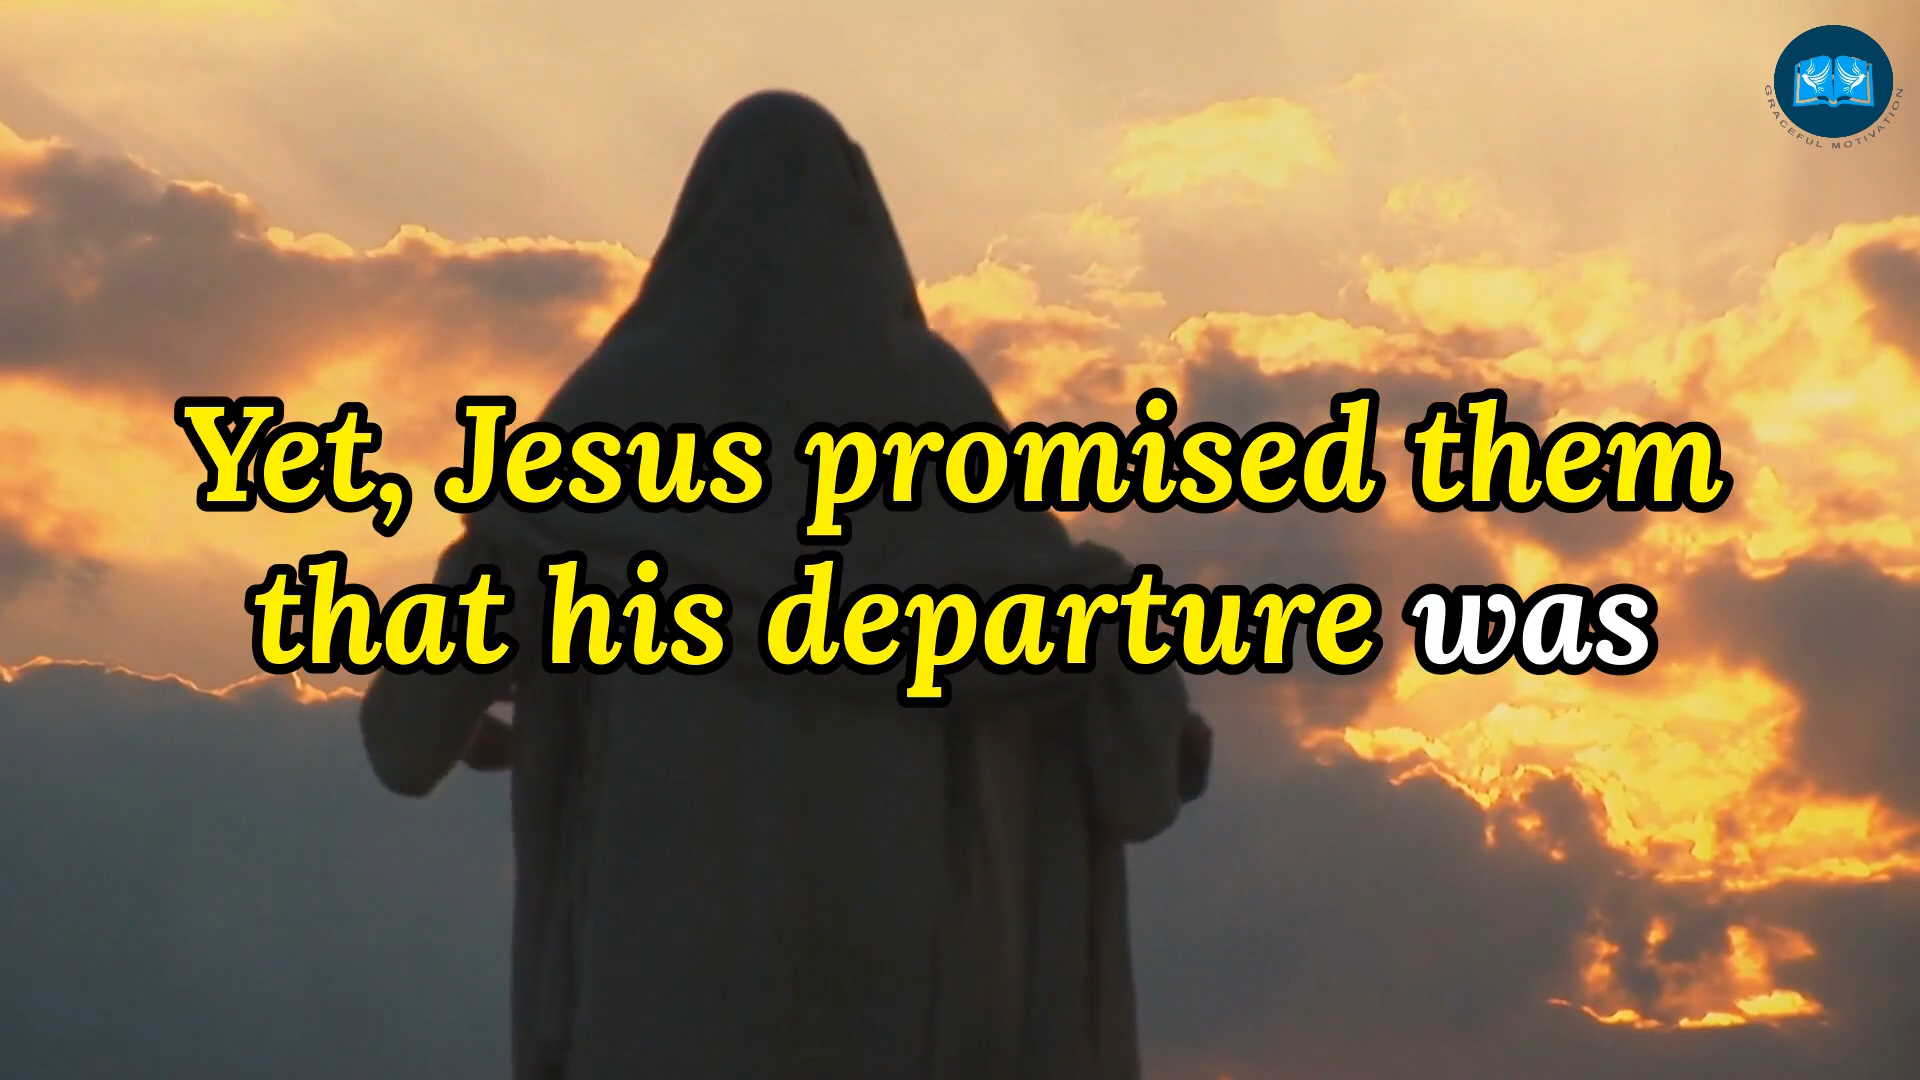 GRACEFUL MOTIVATION
Yet, Jesus promised them
that his departure was